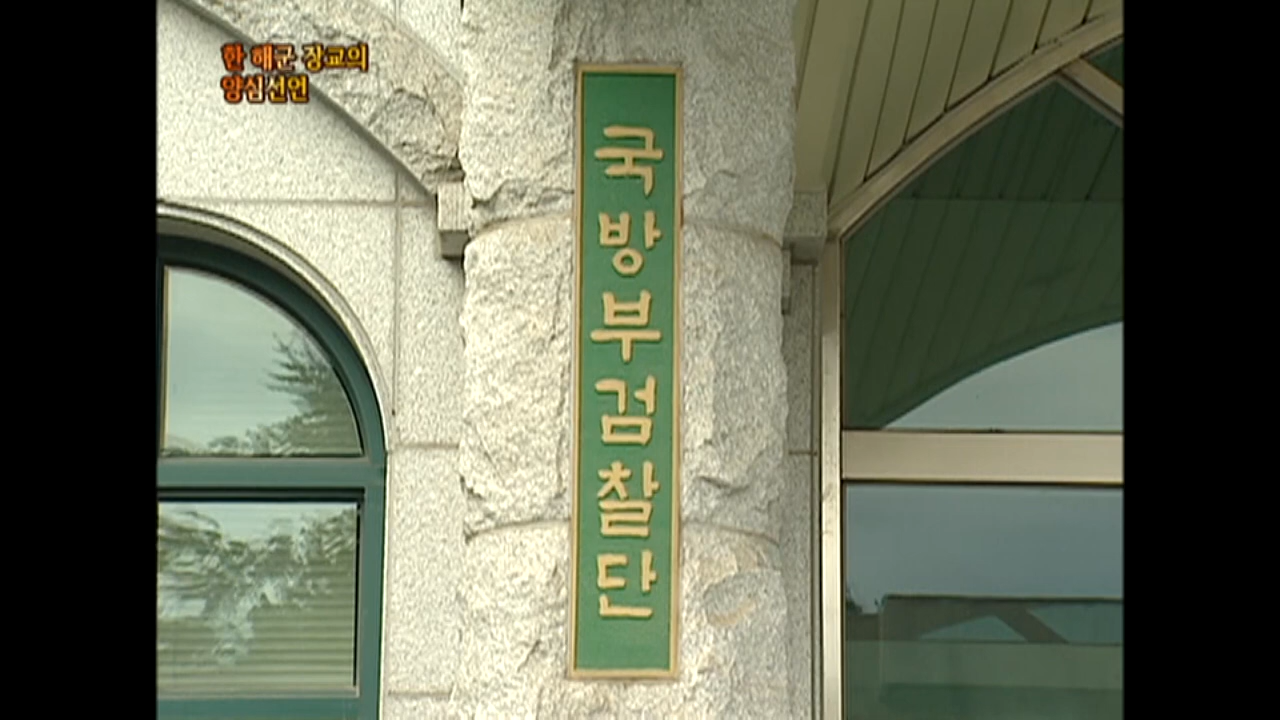 한 해군 장교의
양심선언
국방부검찰단